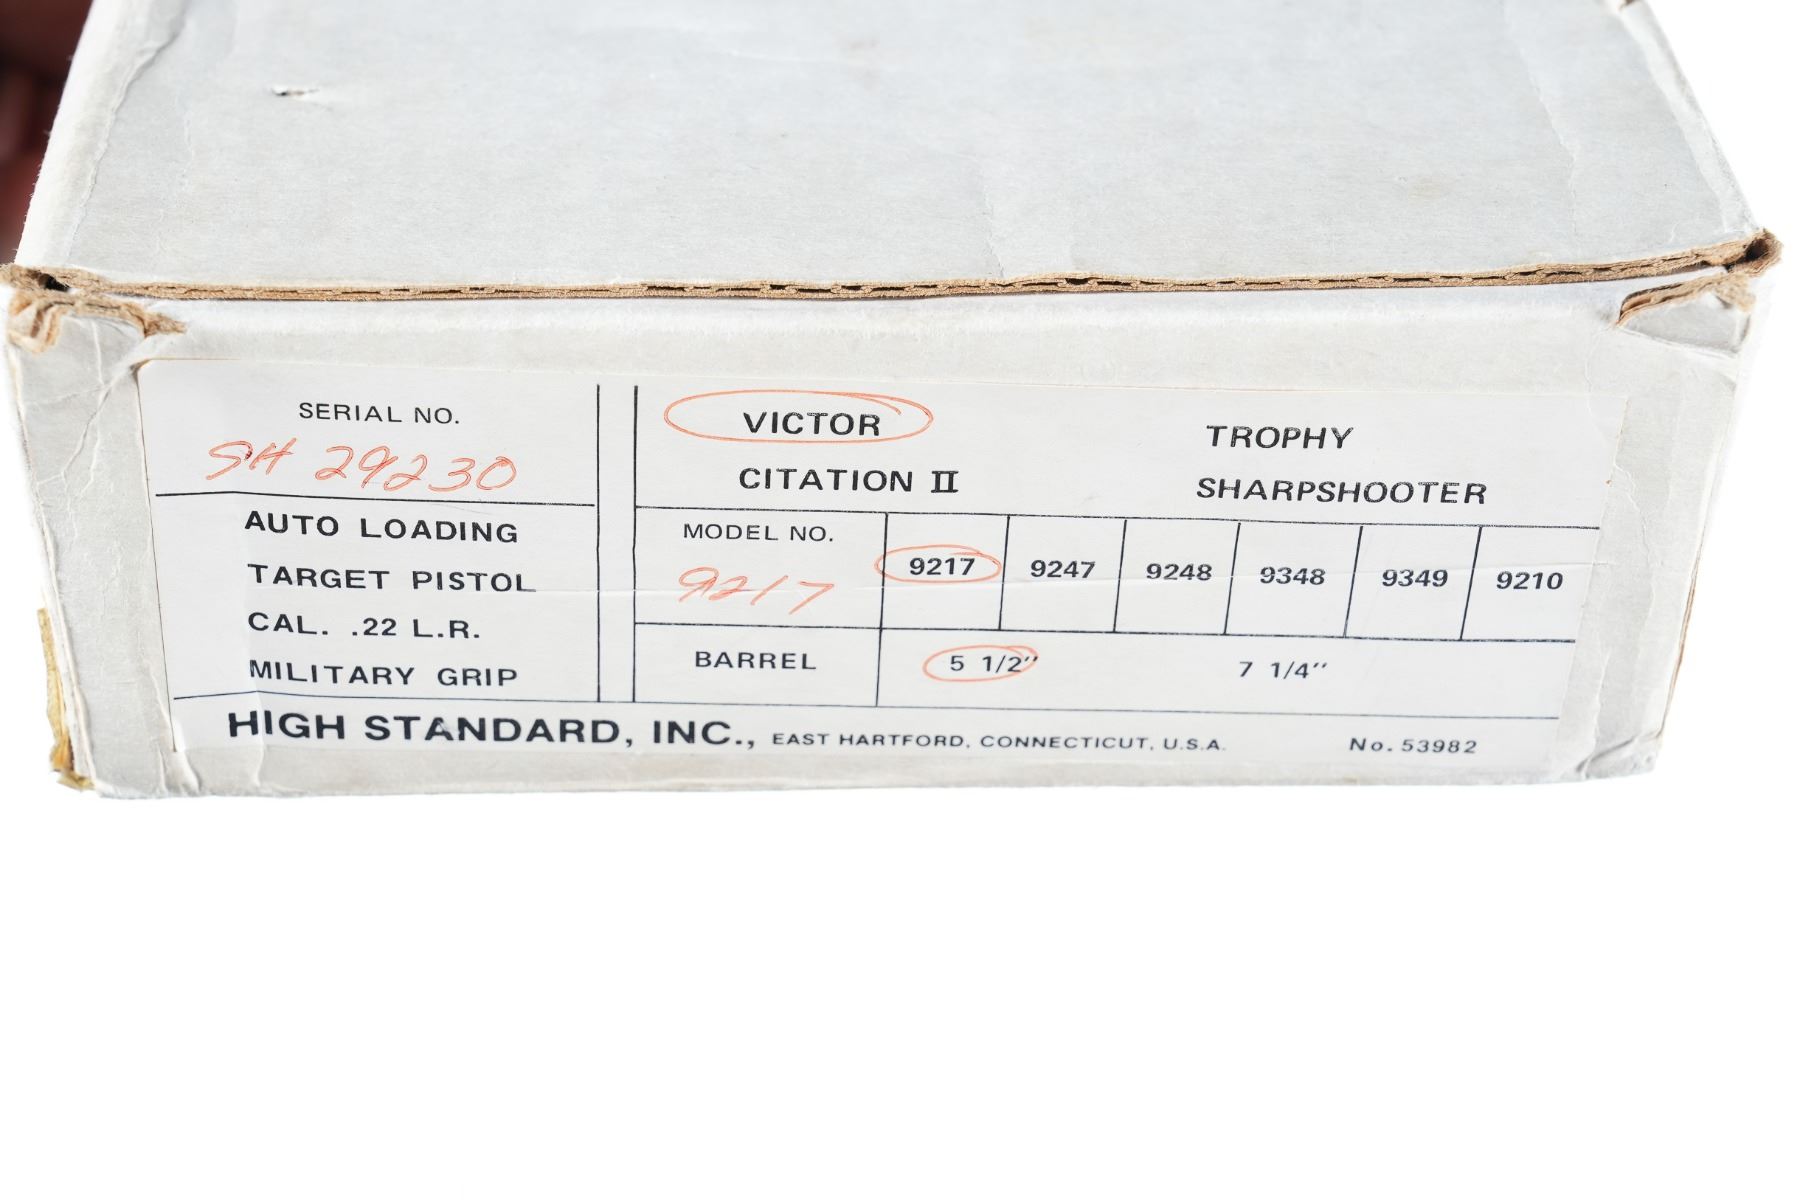 SERIAL NO.
SH 29230
AUTO LOADING
TARGET PISTOL
CAL. .22 L.R.
MILITARY GRIP
VICTOR TROPHY
CITATION II SHARPSHOOTER
MODEL NO.
9217
9217 9247 9248 9348 9349 9210
BARREL 5 1/2" 7 1/4"
HIGH STANDARD, INC., EAST HARTFORD, CONNECTICUT, U.S.A. No. 53982